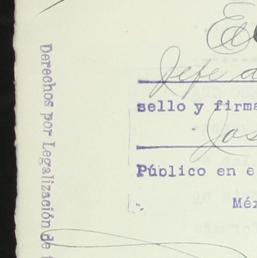 Jefe d
sello y firma
Jos
Público en e
Méx
Derechos por Legalización de